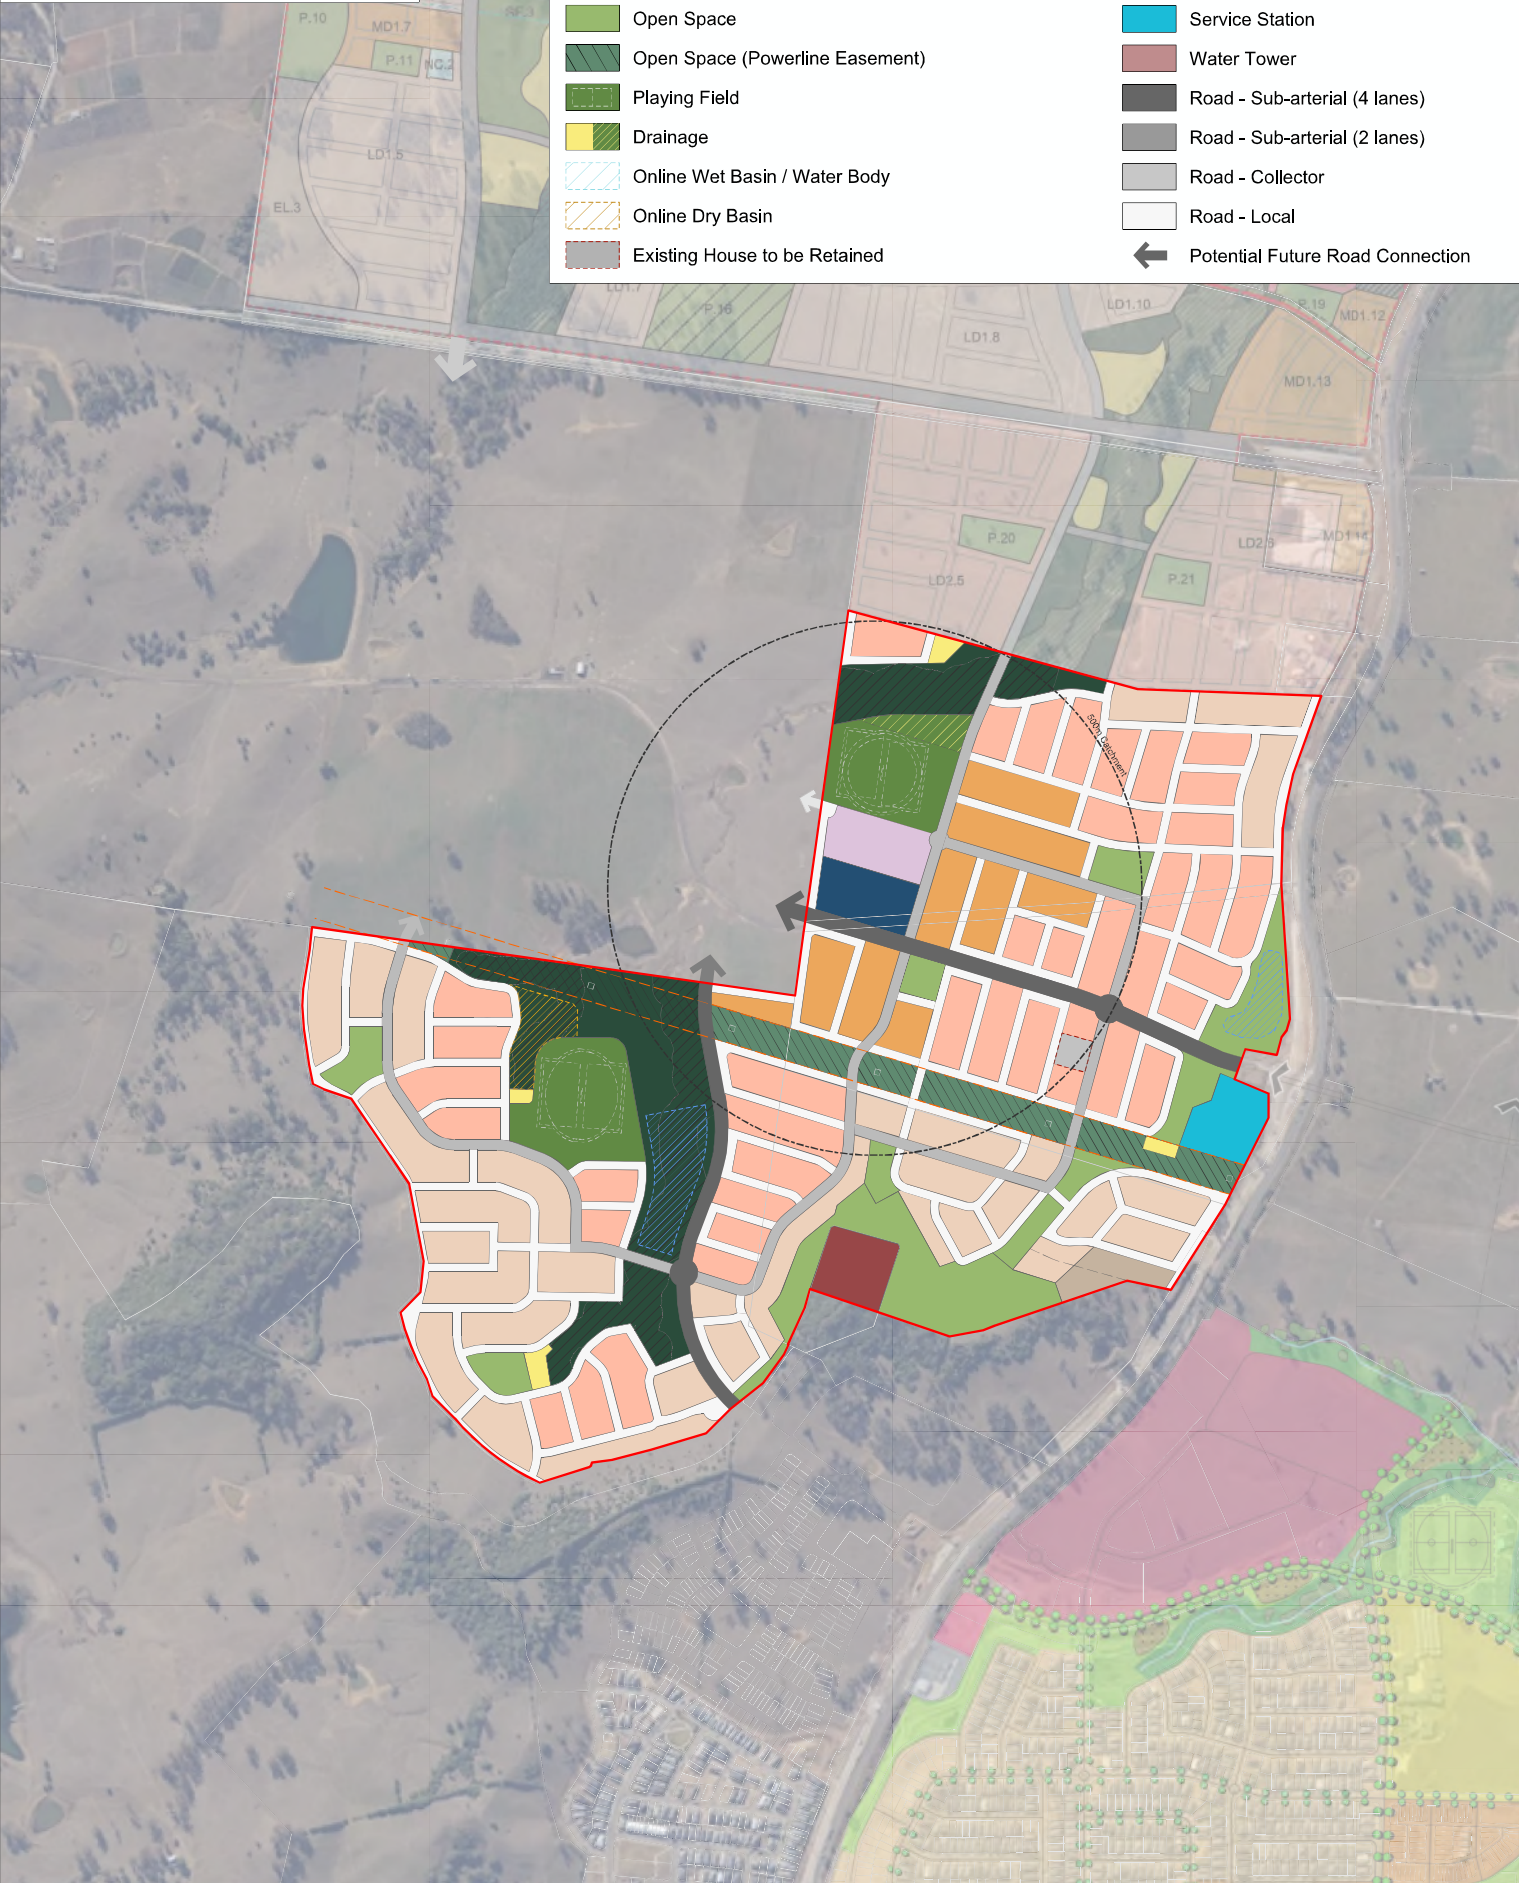 Open Space
Open Space (Powerline Easement)
Playing Field
Drainage
Online Wet Basin / Water Body
Online Dry Basin
Existing House to be Retained
Service Station
Water Tower
Road - Sub-arterial (4 lanes)
Road - Sub-arterial (2 lanes)
Road - Collector
Road - Local
Potential Future Road Connection
P.10
MD1.7
P.11
NC.2
LD1.5
EL.3
LD1.7
P.16
LD1.8
LD1.10
P.19
MD1.12
MD1.13
P.20
LD2.5
LD2.6
MD1.14
P.21
500m Catchment